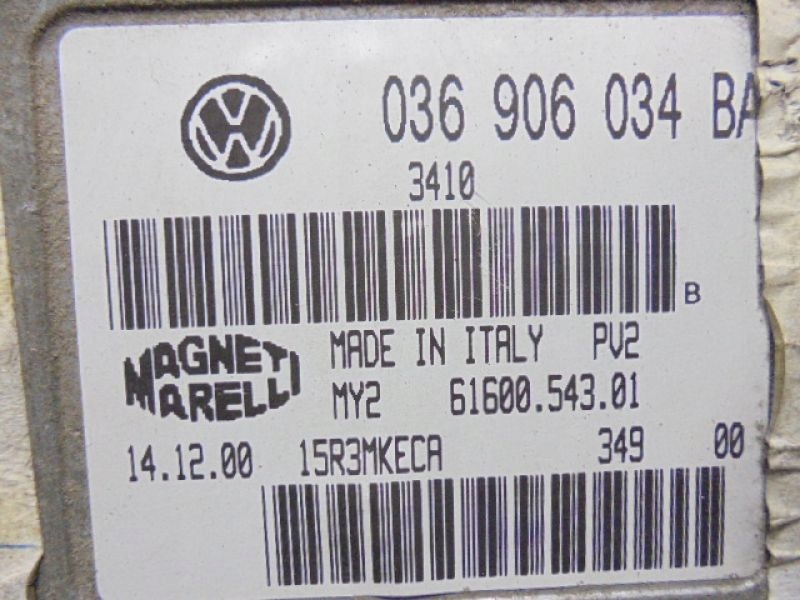 036 906 034 BA
3410
B
MAGNETI MARELLI
MADE IN ITALY PV2
MY2 61600.543.01
14.12.00 15R3MKECA 349 00